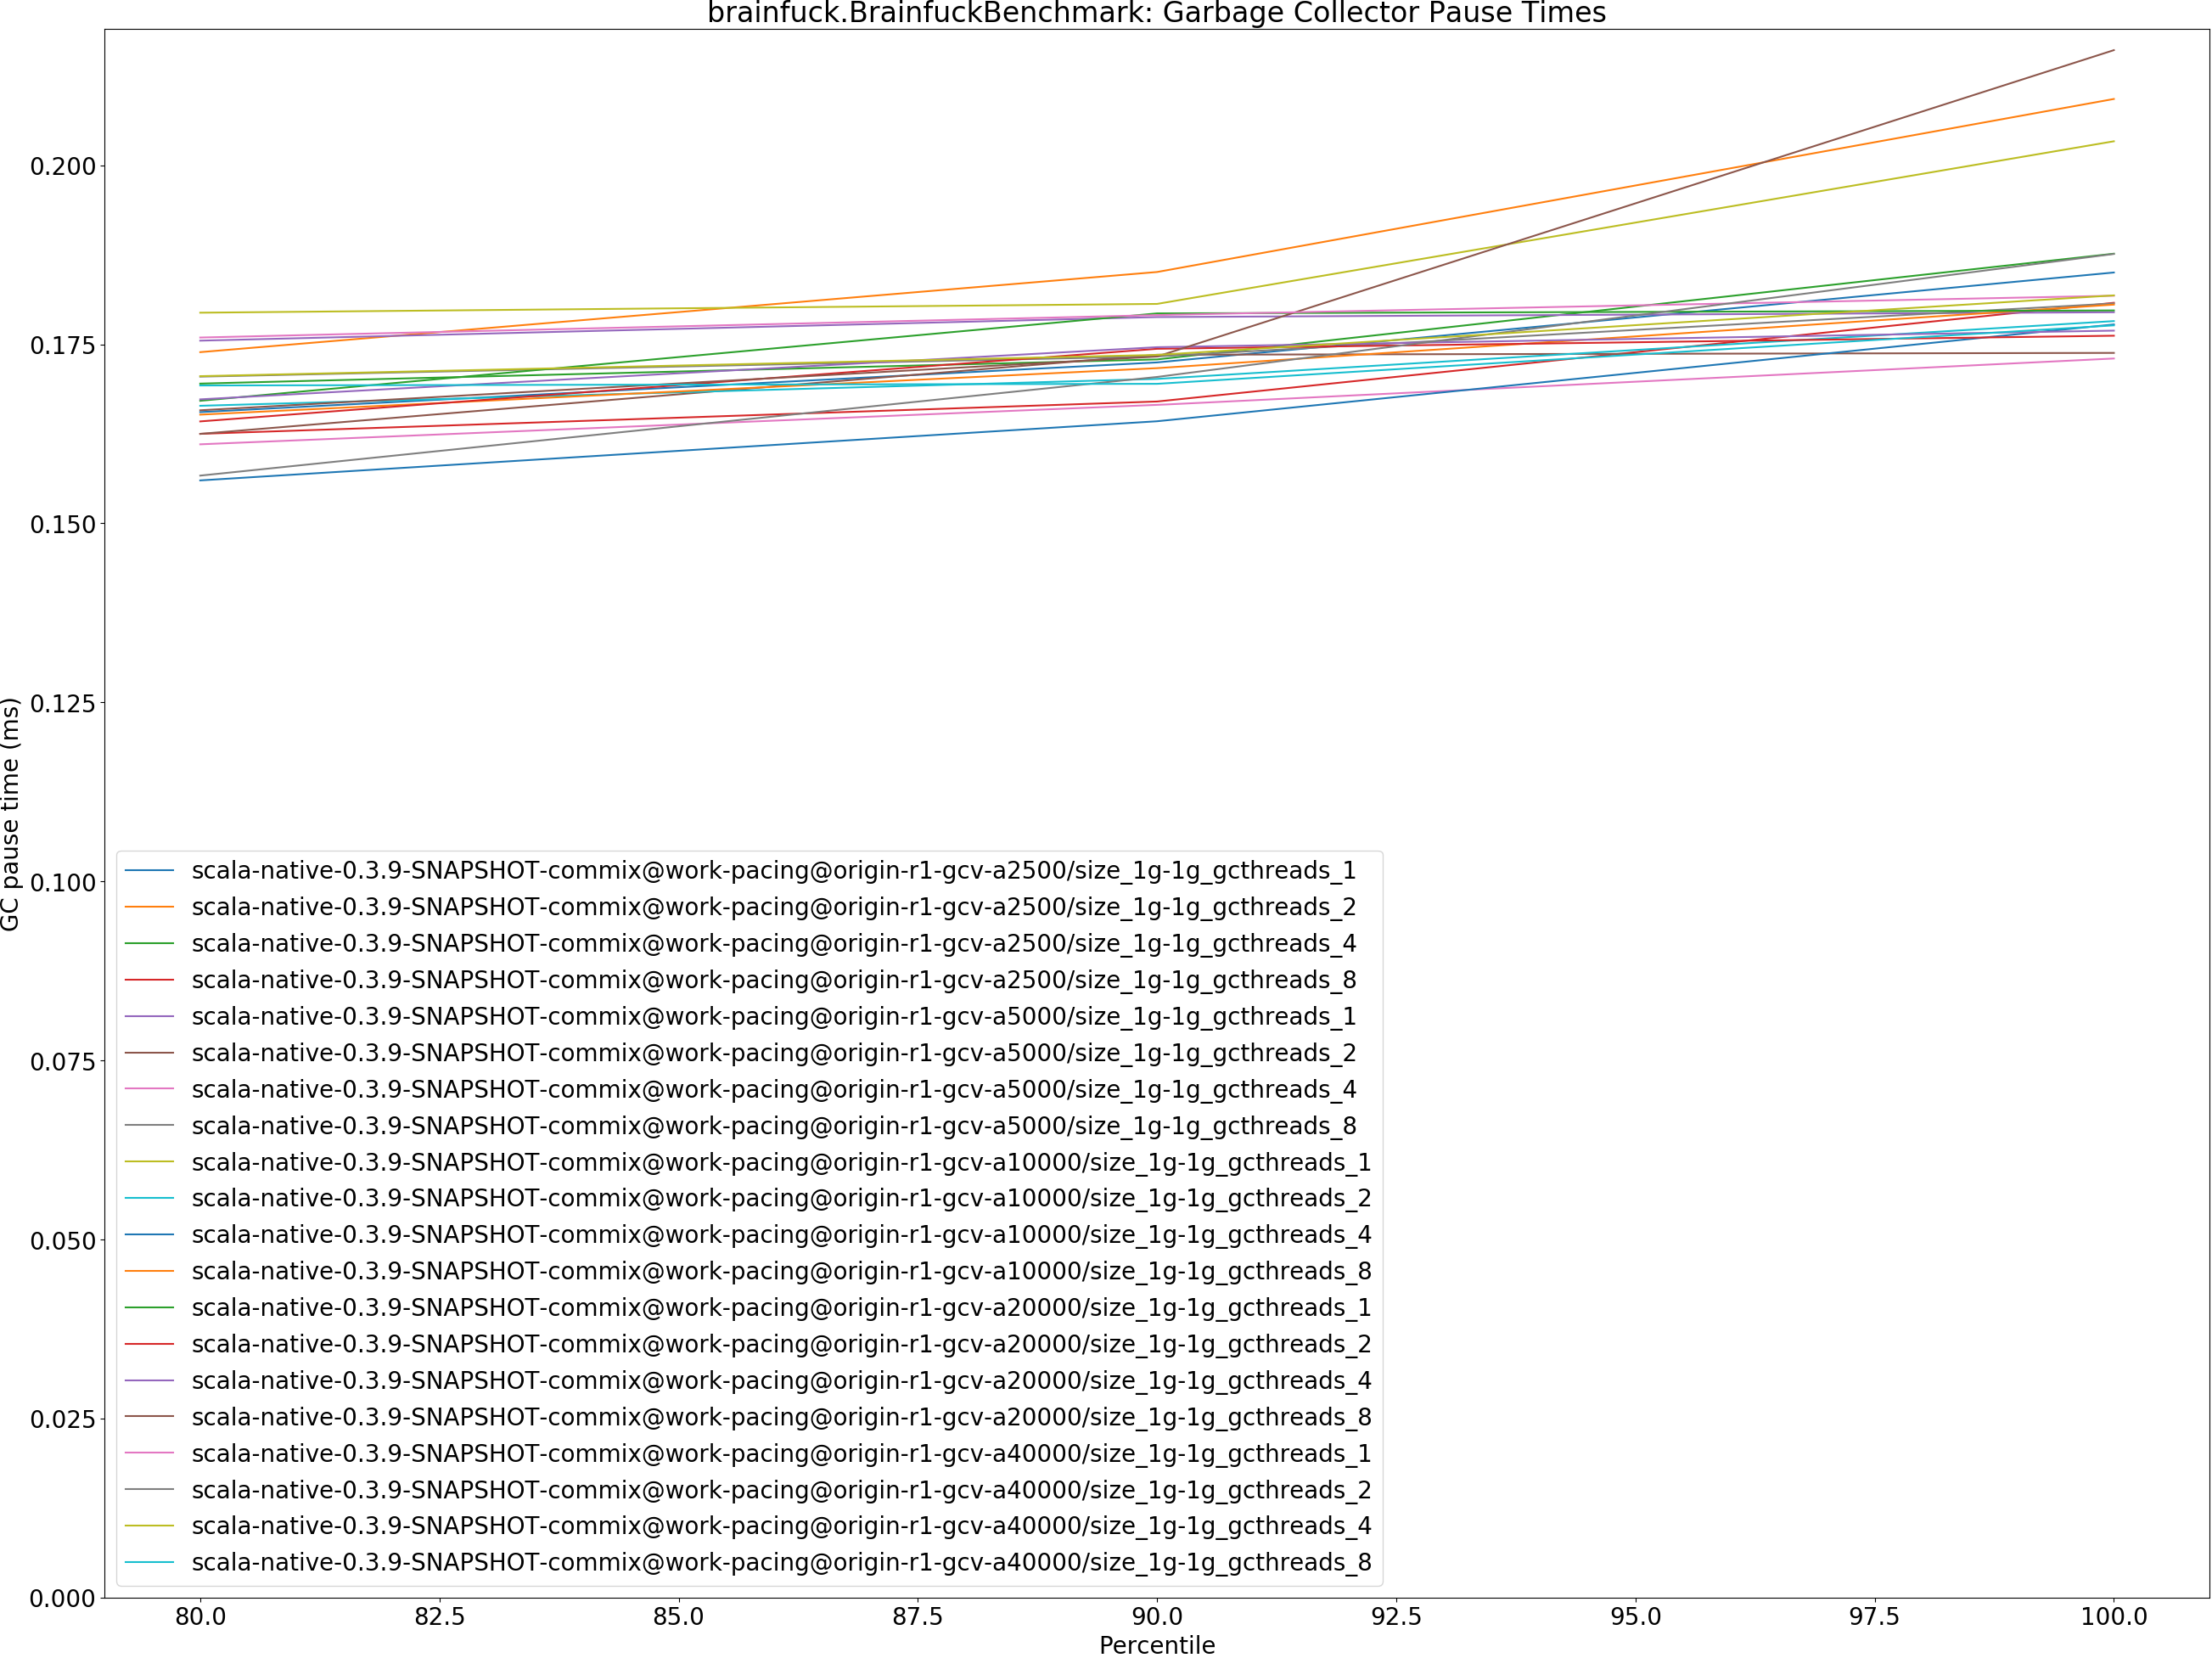 brainfuck.BrainfuckBenchmark: Garbage Collector Pause Times
GC pause time (ms)
0.200
0.175
0.150
0.125
0.100
0.075
0.050
0.025
0.000
scala-native-0.3.9-SNAPSHOT-commix@work-pacing@origin-r1-gcv-a2500/size_1g-1g_gcthreads_1
scala-native-0.3.9-SNAPSHOT-commix@work-pacing@origin-r1-gcv-a2500/size_1g-1g_gcthreads_2
scala-native-0.3.9-SNAPSHOT-commix@work-pacing@origin-r1-gcv-a2500/size_1g-1g_gcthreads_4
scala-native-0.3.9-SNAPSHOT-commix@work-pacing@origin-r1-gcv-a2500/size_1g-1g_gcthreads_8
scala-native-0.3.9-SNAPSHOT-commix@work-pacing@origin-r1-gcv-a5000/size_1g-1g_gcthreads_1
scala-native-0.3.9-SNAPSHOT-commix@work-pacing@origin-r1-gcv-a5000/size_1g-1g_gcthreads_2
scala-native-0.3.9-SNAPSHOT-commix@work-pacing@origin-r1-gcv-a5000/size_1g-1g_gcthreads_4
scala-native-0.3.9-SNAPSHOT-commix@work-pacing@origin-r1-gcv-a5000/size_1g-1g_gcthreads_8
scala-native-0.3.9-SNAPSHOT-commix@work-pacing@origin-r1-gcv-a10000/size_1g-1g_gcthreads_1
scala-native-0.3.9-SNAPSHOT-commix@work-pacing@origin-r1-gcv-a10000/size_1g-1g_gcthreads_2
scala-native-0.3.9-SNAPSHOT-commix@work-pacing@origin-r1-gcv-a10000/size_1g-1g_gcthreads_4
scala-native-0.3.9-SNAPSHOT-commix@work-pacing@origin-r1-gcv-a10000/size_1g-1g_gcthreads_8
scala-native-0.3.9-SNAPSHOT-commix@work-pacing@origin-r1-gcv-a20000/size_1g-1g_gcthreads_1
scala-native-0.3.9-SNAPSHOT-commix@work-pacing@origin-r1-gcv-a20000/size_1g-1g_gcthreads_2
scala-native-0.3.9-SNAPSHOT-commix@work-pacing@origin-r1-gcv-a20000/size_1g-1g_gcthreads_4
scala-native-0.3.9-SNAPSHOT-commix@work-pacing@origin-r1-gcv-a20000/size_1g-1g_gcthreads_8
scala-native-0.3.9-SNAPSHOT-commix@work-pacing@origin-r1-gcv-a40000/size_1g-1g_gcthreads_1
scala-native-0.3.9-SNAPSHOT-commix@work-pacing@origin-r1-gcv-a40000/size_1g-1g_gcthreads_2
scala-native-0.3.9-SNAPSHOT-commix@work-pacing@origin-r1-gcv-a40000/size_1g-1g_gcthreads_4
scala-native-0.3.9-SNAPSHOT-commix@work-pacing@origin-r1-gcv-a40000/size_1g-1g_gcthreads_8
80.0 82.5 85.0 87.5 90.0 92.5 95.0 97.5 100.0
Percentile